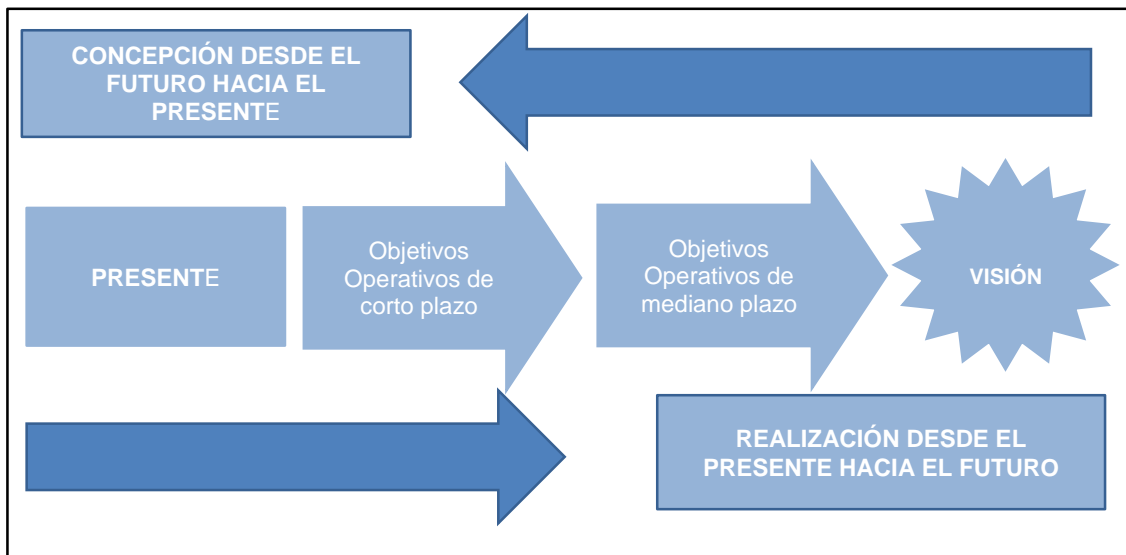 CONCEPCIÓN DESDE EL
FUTURO HACIA EL
PRESENTE
PRESENTE
Objetivos
Operativos de
corto plazo
Objetivos
Operativos de
mediano plazo
VISIÓN
REALIZACIÓN DESDE EL
PRESENTE HACIA EL FUTURO